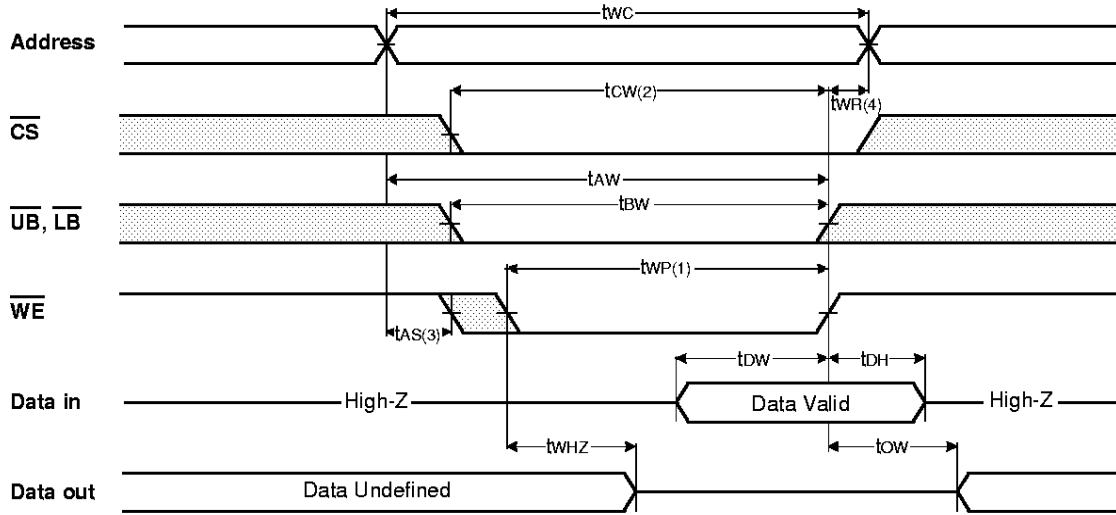 tWC
Address
tCW(2)
tWR(4)
CS
tAW
UB, LB
tBW
tWP(1)
WE
tAS(3)
tDW
tDH
Data in
High-Z
Data Valid
High-Z
tWHZ
tOW
Data out
Data Undefined